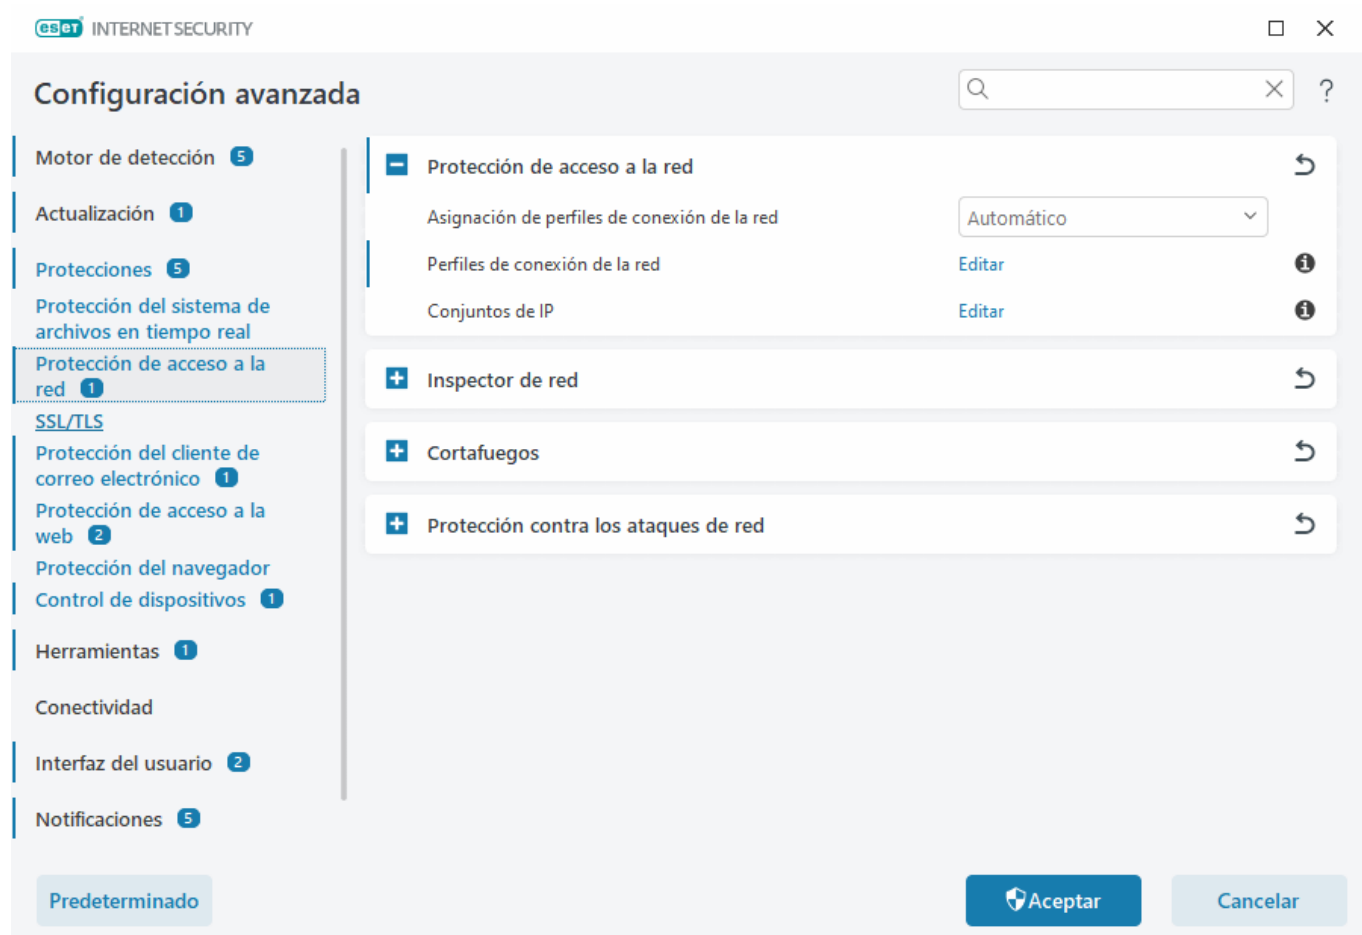 eset INTERNET SECURITY
Configuración avanzada
?
Motor de detección 5
Actualización 1
Protecciones 5
Protección del sistema de
archivos en tiempo real
Protección de acceso a la
red 1
SSL/TLS
Protección del cliente de
correo electrónico 1
Protección de acceso a la
web 2
Protección del navegador
Control de dispositivos 1
Herramientas 1
Conectividad
Interfaz del usuario 2
Notificaciones 5
Protección de acceso a la red
Asignación de perfiles de conexión de la red Automático
Perfiles de conexión de la red Editar
Conjuntos de IP Editar
Inspector de red
Cortafuegos
Protección contra los ataques de red
Predeterminado
Aceptar
Cancelar